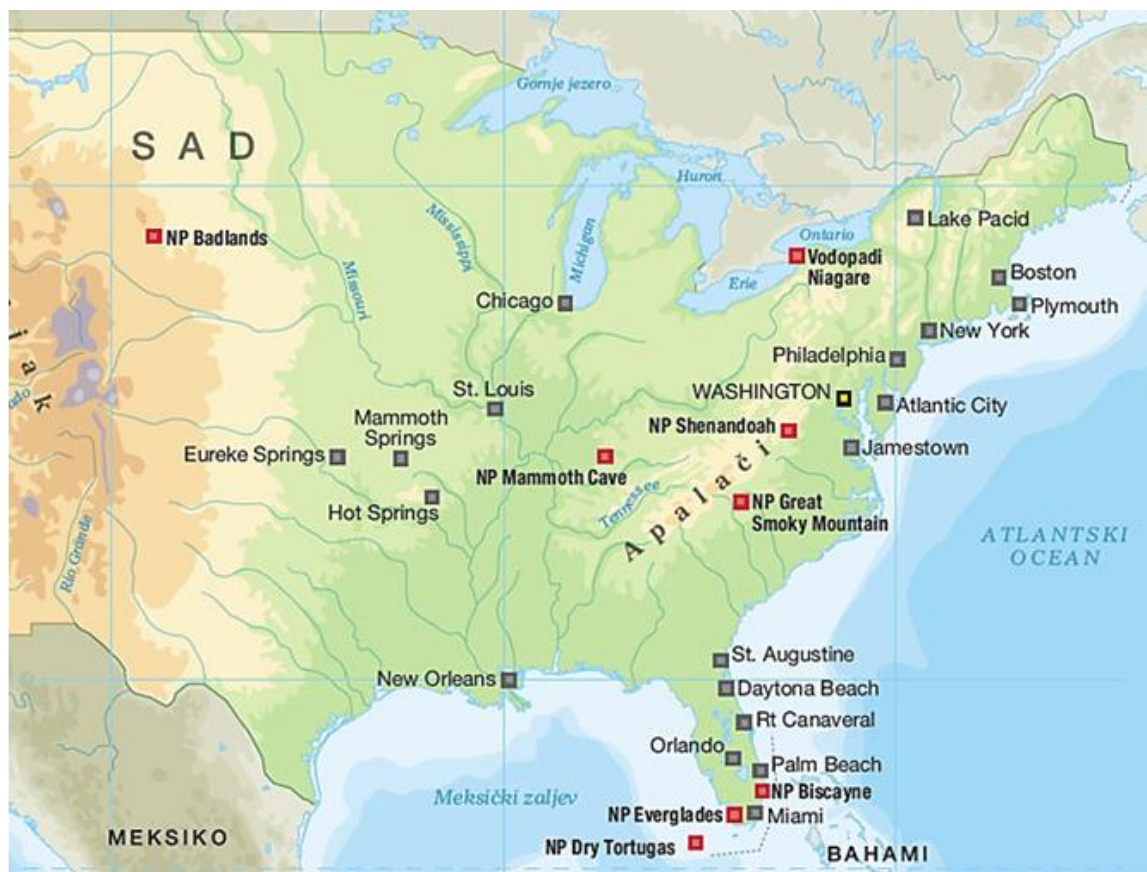 Gornje jezero
SAD
Huron
Mississippi
Michigan
Ontario
Lake Pacid
NP Badlands
Vodopadi
Niagare
Missouri
Erie
Boston
Chicago
Plymouth
New York
Philadelphia
St. Louis
WASHINGTON
Atlantic City
Mammoth
Springs
NP Shenandoah
Jamestown
Eureke Springs
NP Mammoth Cave
Tennessee
Apalači
Hot Springs
NP Great
Smoky Mountain
Río Grande
ATLANTSKI
OCEAN
St. Augustine
New Orleans
Daytona Beach
Rt Canaveral
Orlando
Palm Beach
NP Biscayne
Meksički zaljev
NP Everglades
Miami
MEKSIKO
NP Dry Tortugas
BAHAMI